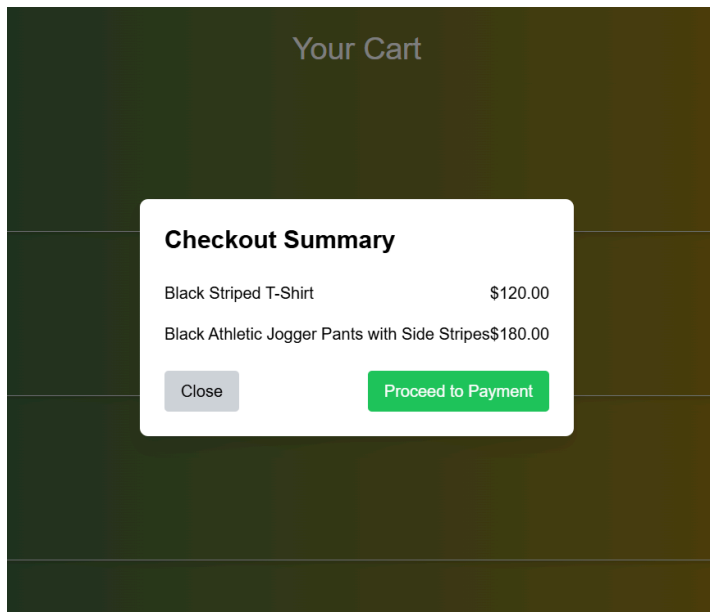 Your Cart
Checkout Summary
Black Striped T-Shirt $120.00
Black Athletic Jogger Pants with Side Stripes$180.00
Close Proceed to Payment